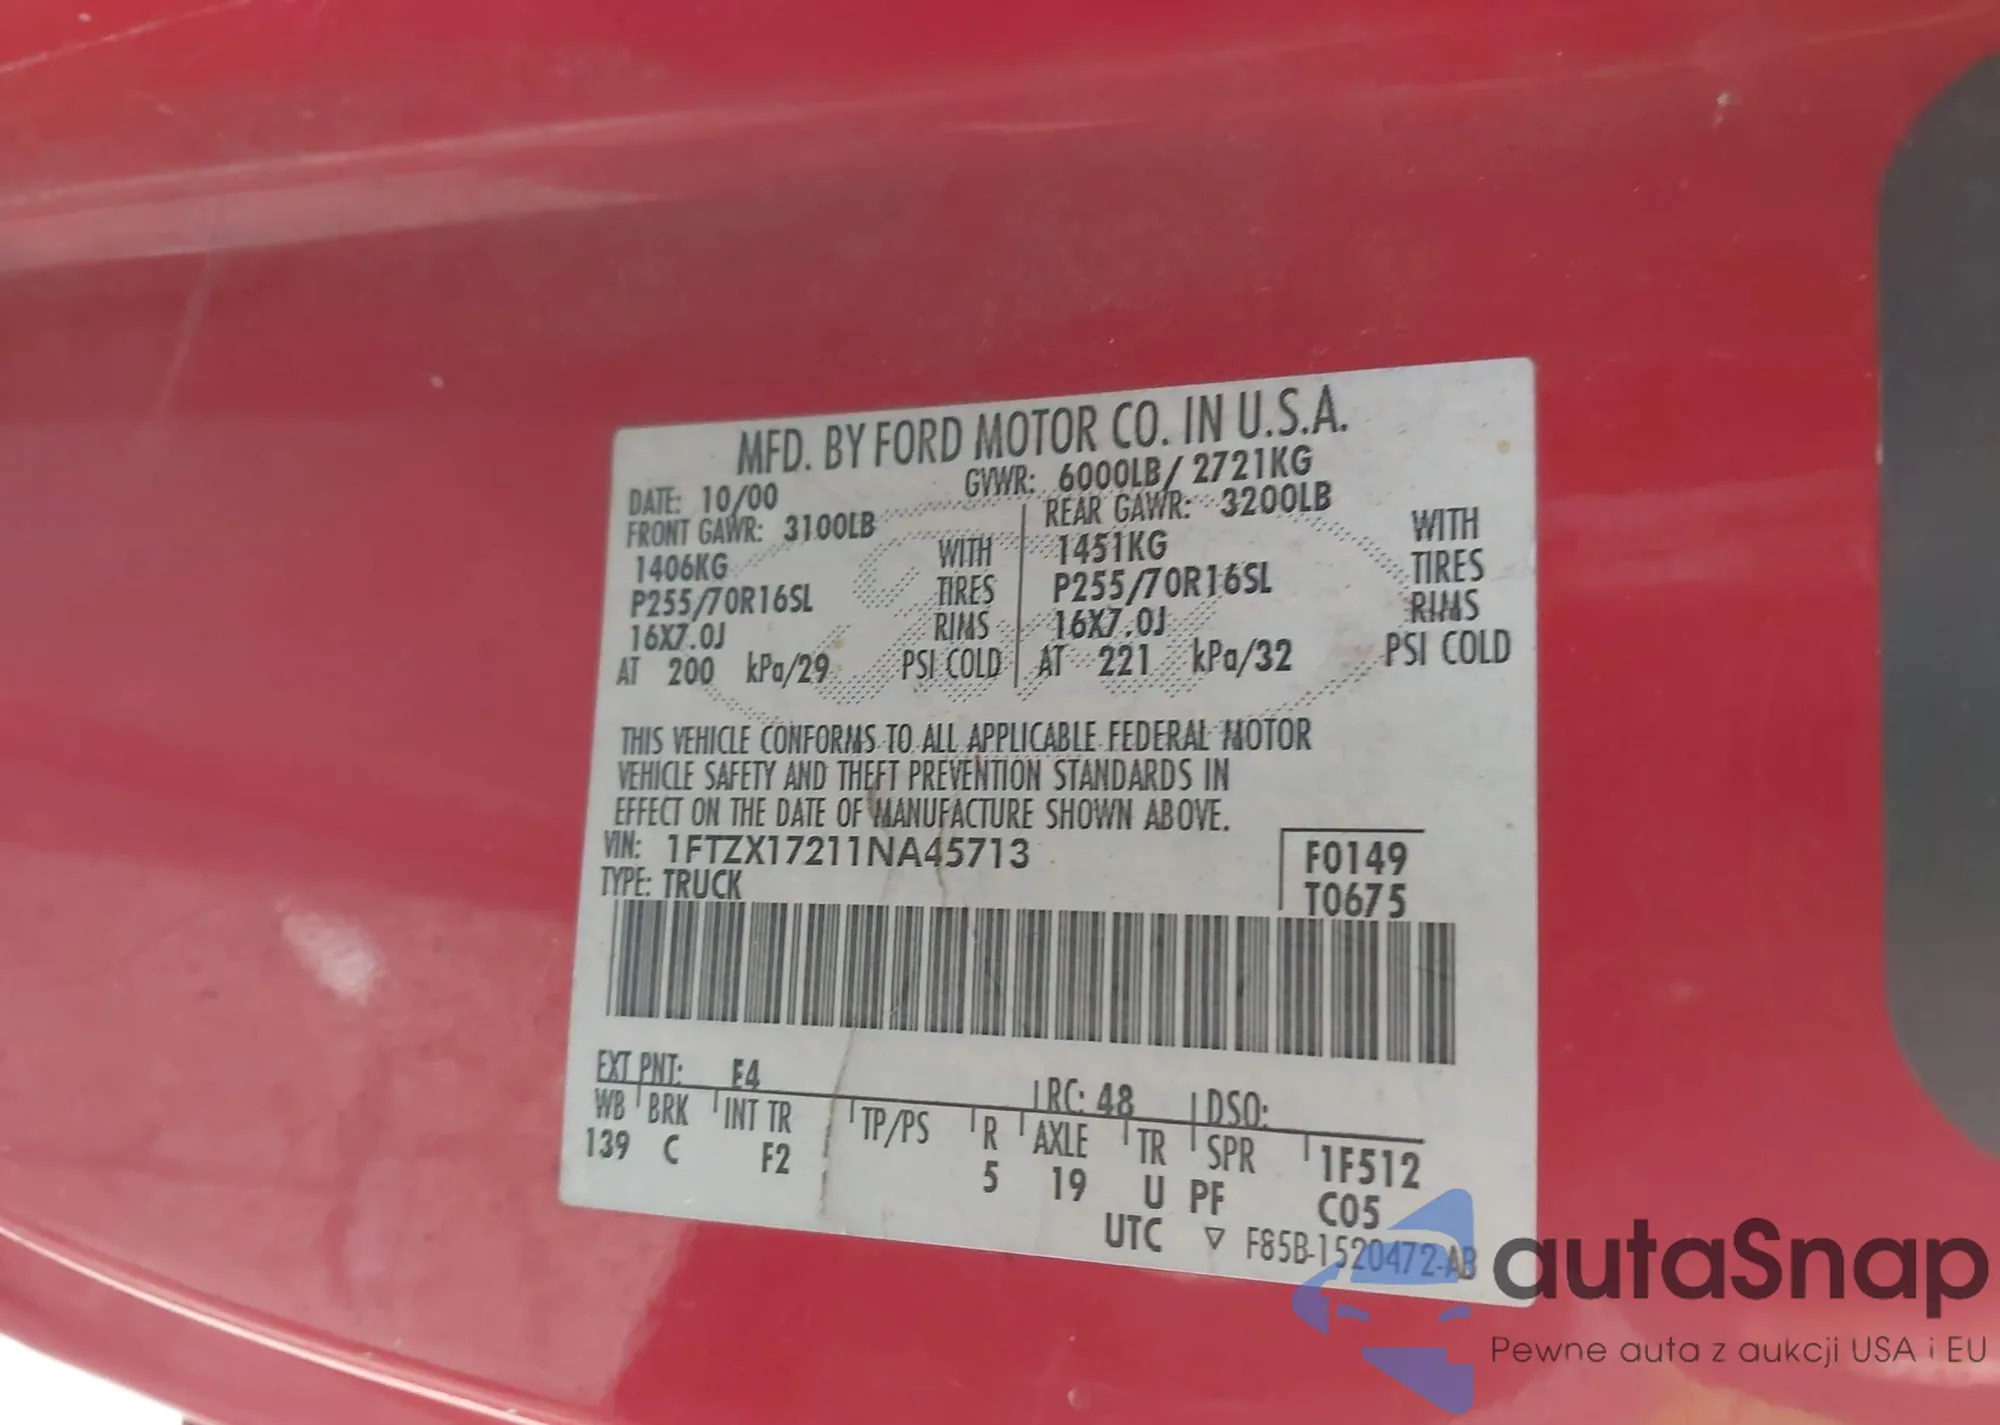 MFD. BY FORD MOTOR CO. IN U.S.A.
DATE: 10/00 GVWR: 6000LB/ 2721KG
FRONT GAWR: 3100LB REAR GAWR: 3200LB
1406KG WITH 1451KG WITH
P255/70R16SL TIRES P255/70R16SL TIRES
16X7.0J RIMS 16X7.0J RIMS
AT 200 kPa/29 PSI COLD AT 221 kPa/32 PSI COLD
THIS VEHICLE CONFORMS TO ALL APPLICABLE FEDERAL MOTOR
VEHICLE SAFETY AND THEFT PREVENTION STANDARDS IN
EFFECT ON THE DATE OF MANUFACTURE SHOWN ABOVE.
VIN: 1FTZX17211NA45713 F0149
TYPE: TRUCK T0675
EXT PNT: E4 RC: 48 DSO:
WB BRK INT TR TP/PS R AXLE TR SPR 1F512
139 C F2 5 19 U PF C05
UTC ▽ F85B-1520472-AB
autaSnap
Pewne auta z aukcji USA i EU